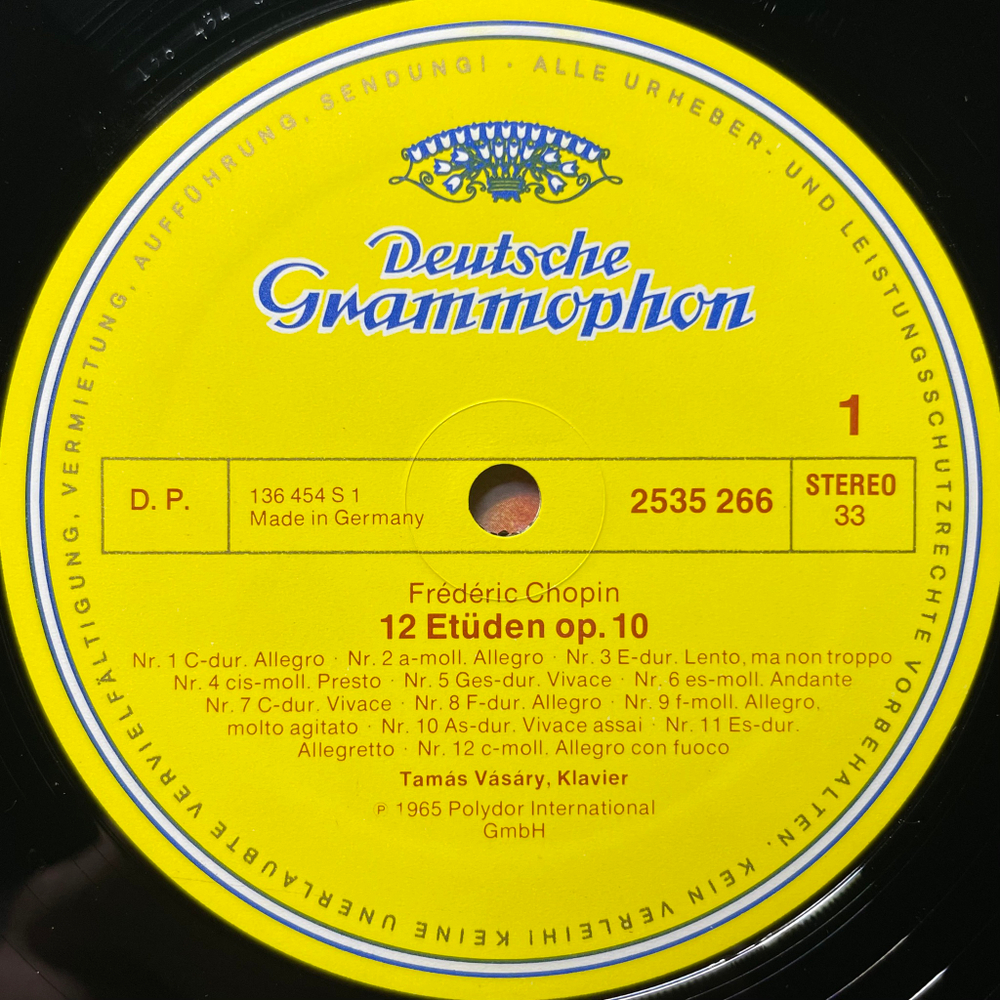 136 454
ALLE URHEBER- UND LEISTUNGSSCHUTZRECHTE VORBEHALTEN. KEIN VERLEIH! KEINE UNERLAUBTE VERVIELFÄLTIGUNG, VERMIETUNG, AUFFÜHRUNG, SENDUNG! ·
Deutsche
Grammophon
1
D. P.
136 454 S 1
Made in Germany
2535 266
STEREO
33
Frédéric Chopin
12 Etüden op. 10
Nr. 1 C-dur. Allegro · Nr. 2 a-moll. Allegro · Nr. 3 E-dur. Lento, ma non troppo
Nr. 4 cis-moll. Presto · Nr. 5 Ges-dur. Vivace · Nr. 6 es-moll. Andante
Nr. 7 C-dur. Vivace · Nr. 8 F-dur. Allegro · Nr. 9 f-moll. Allegro,
molto agitato · Nr. 10 As-dur. Vivace assai · Nr. 11 Es-dur.
Allegretto · Nr. 12 c-moll. Allegro con fuoco
Tamás Vásáry, Klavier
℗ 1965 Polydor International
GmbH